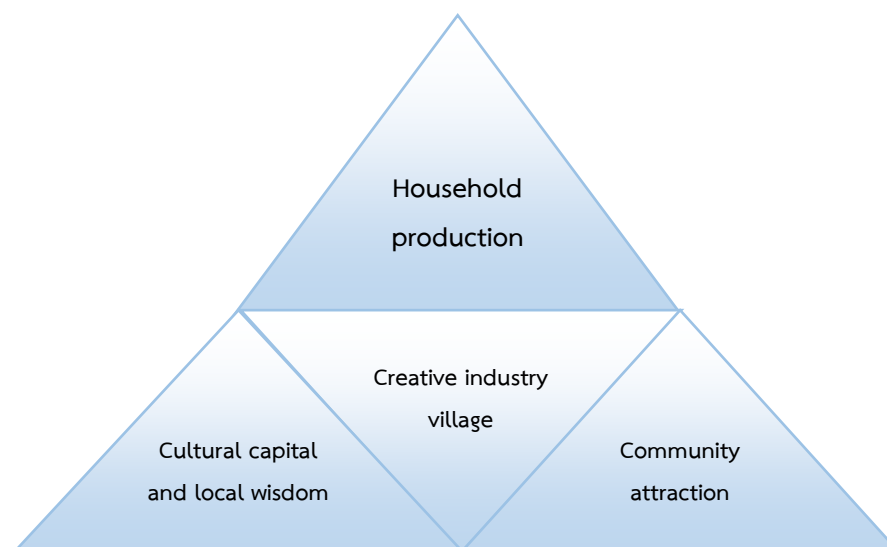 Household
production
Creative industry
village
Cultural capital
and local wisdom
Community
attraction